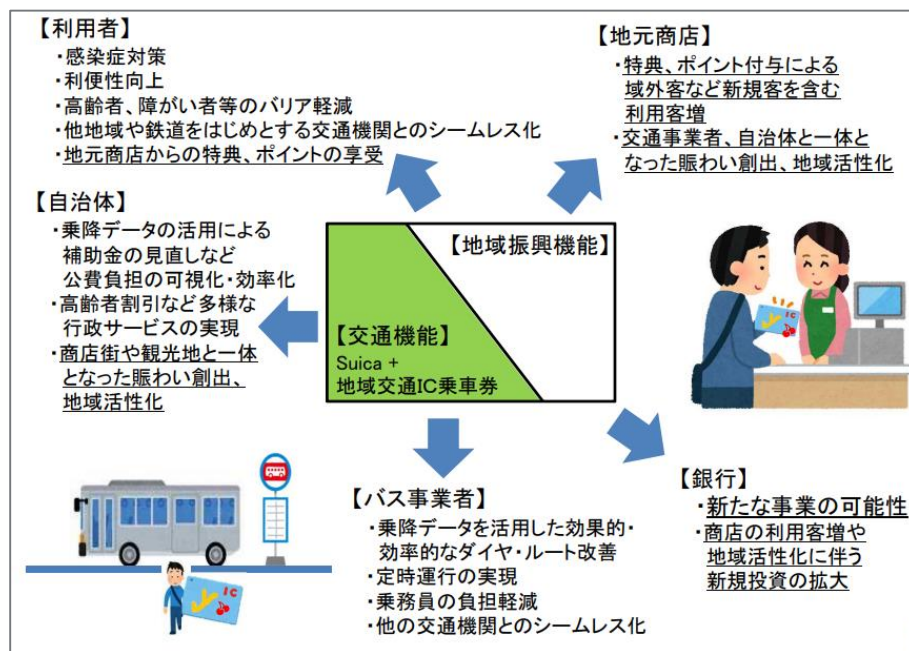 【利用者】
・感染症対策
・利便性向上
・高齢者、障がい者等のバリア軽減
・他地域や鉄道をはじめとする交通機関とのシームレス化
・地元商店からの特典、ポイントの享受
【地元商店】
・特典、ポイント付与による
域外客など新規客を含む
利用客増
・交通事業者、自治体と一体と
なった賑わい創出、地域活性化
【自治体】
・乗降データの活用による
補助金の見直しなど
公費負担の可視化・効率化
・高齢者割引など多様な
行政サービスの実現
・商店街や観光地と一体
となった賑わい創出、
地域活性化
【地域振興機能】
【交通機能】
Suica +
地域交通IC乗車券
IC
【バス事業者】
・乗降データを活用した効果的・
効率的なダイヤ・ルート改善
・定時運行の実現
・乗務員の負担軽減
・他の交通機関とのシームレス化
【銀行】
・新たな事業の可能性
・商店の利用客増や
地域活性化に伴う
新規投資の拡大
IC